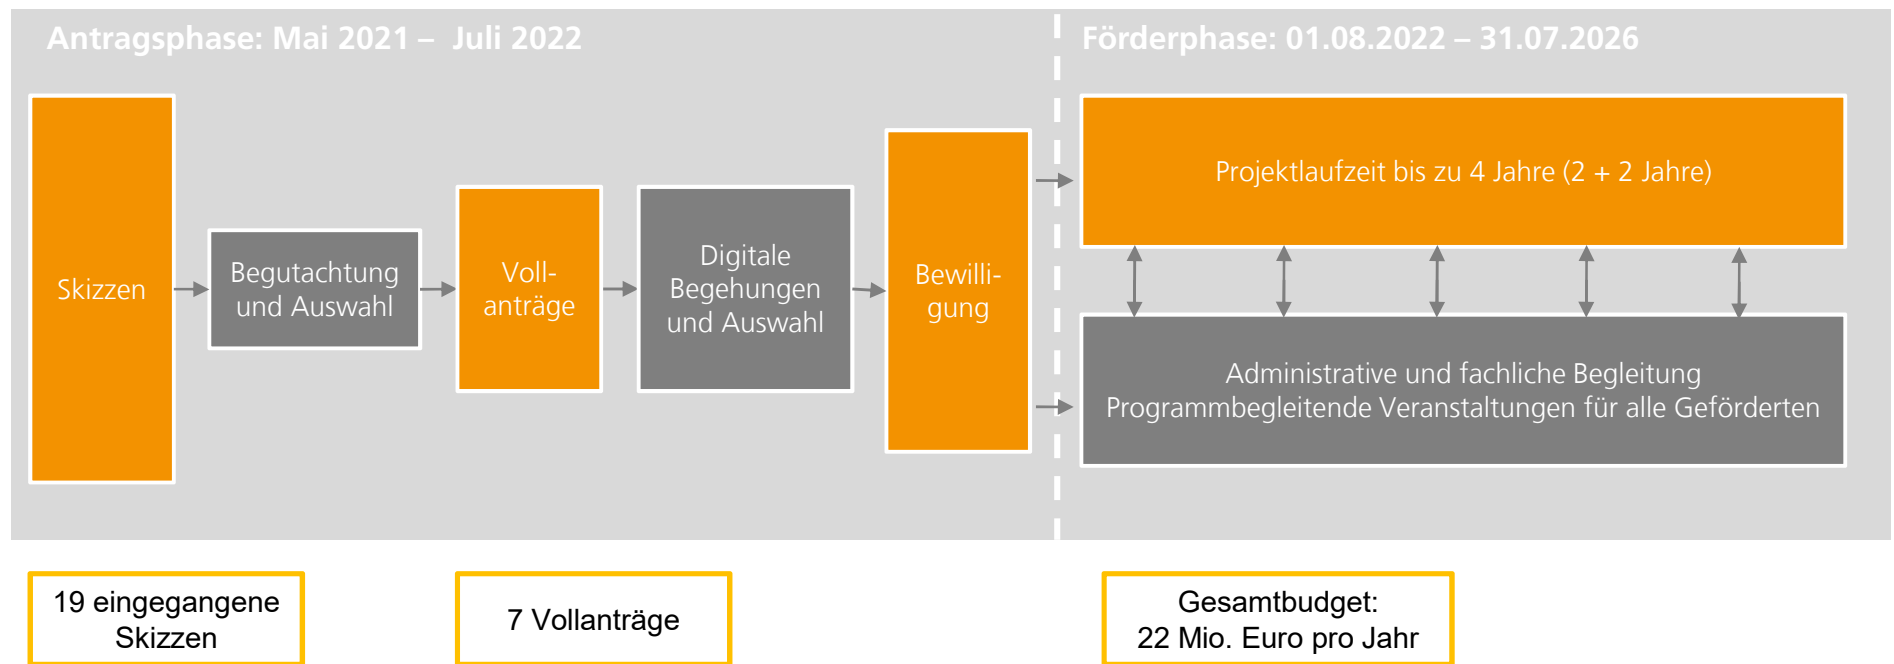 Antragsphase: Mai 2021 – Juli 2022
Förderphase: 01.08.2022 – 31.07.2026
Skizzen
Begutachtung
und Auswahl
Voll-
anträge
Digitale
Begehungen
und Auswahl
Bewilli-
gung
Projektlaufzeit bis zu 4 Jahre (2 + 2 Jahre)
Administrative und fachliche Begleitung
Programmbegleitende Veranstaltungen für alle Geförderten
19 eingegangene
Skizzen
7 Vollanträge
Gesamtbudget:
22 Mio. Euro pro Jahr